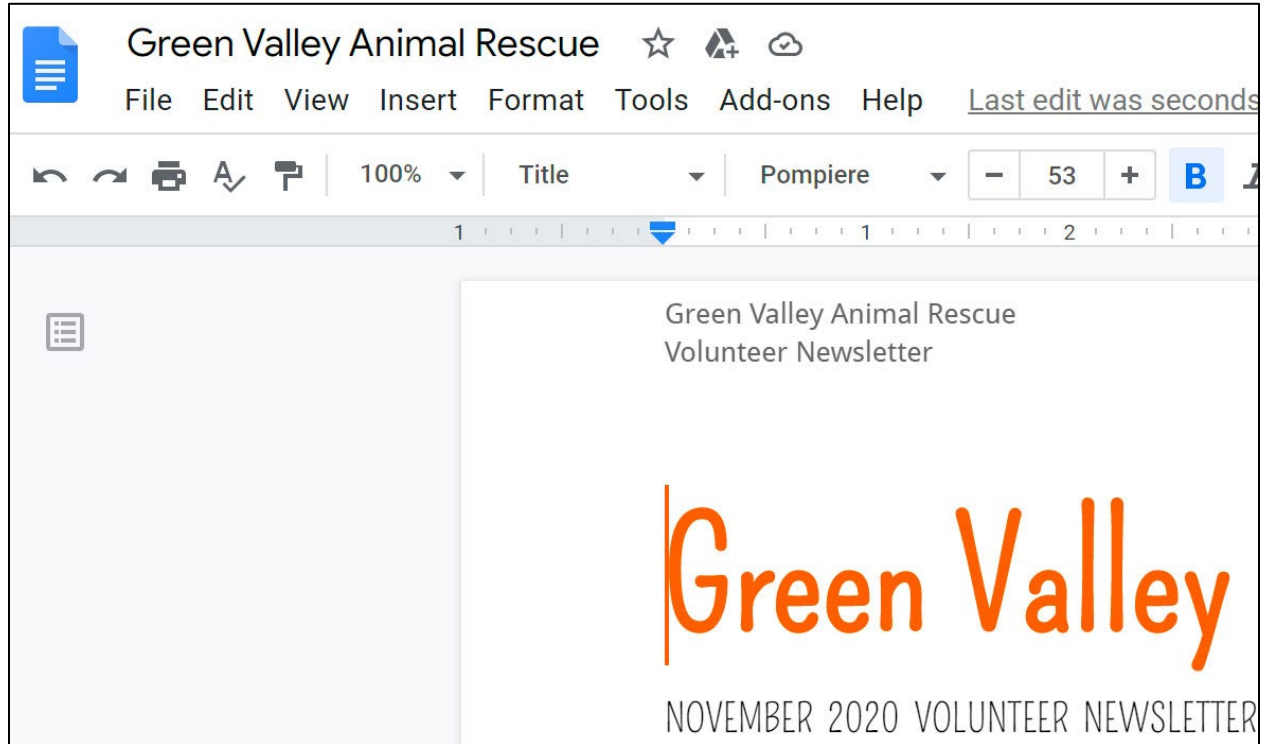 Green Valley Animal Rescue
File Edit View Insert Format Tools Add-ons Help Last edit was seconds
100% Title Pompiere − 53 + B I
1 1 2
Green Valley Animal Rescue
Volunteer Newsletter
Green Valley
NOVEMBER 2020 VOLUNTEER NEWSLETTER